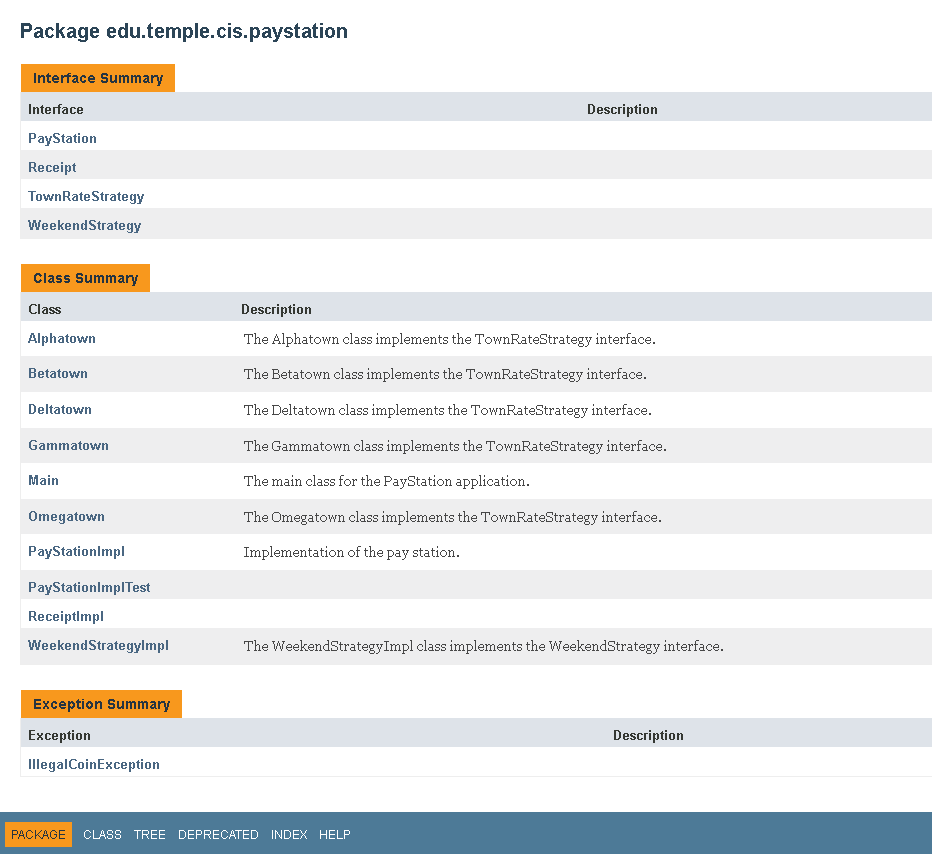 Package edu.temple.cis.paystation
Interface Summary
Interface Description
PayStation
Receipt
TownRateStrategy
WeekendStrategy
Class Summary
Class Description
Alphatown The Alphatown class implements the TownRateStrategy interface.
Betatown The Betatown class implements the TownRateStrategy interface.
Deltatown The Deltatown class implements the TownRateStrategy interface.
Gammatown The Gammatown class implements the TownRateStrategy interface.
Main The main class for the PayStation application.
Omegatown The Omegatown class implements the TownRateStrategy interface.
PayStationImpl Implementation of the pay station.
PayStationImplTest
ReceiptImpl
WeekendStrategyImpl The WeekendStrategyImpl class implements the WeekendStrategy interface.
Exception Summary
Exception Description
IllegalCoinException
PACKAGE CLASS TREE DEPRECATED INDEX HELP